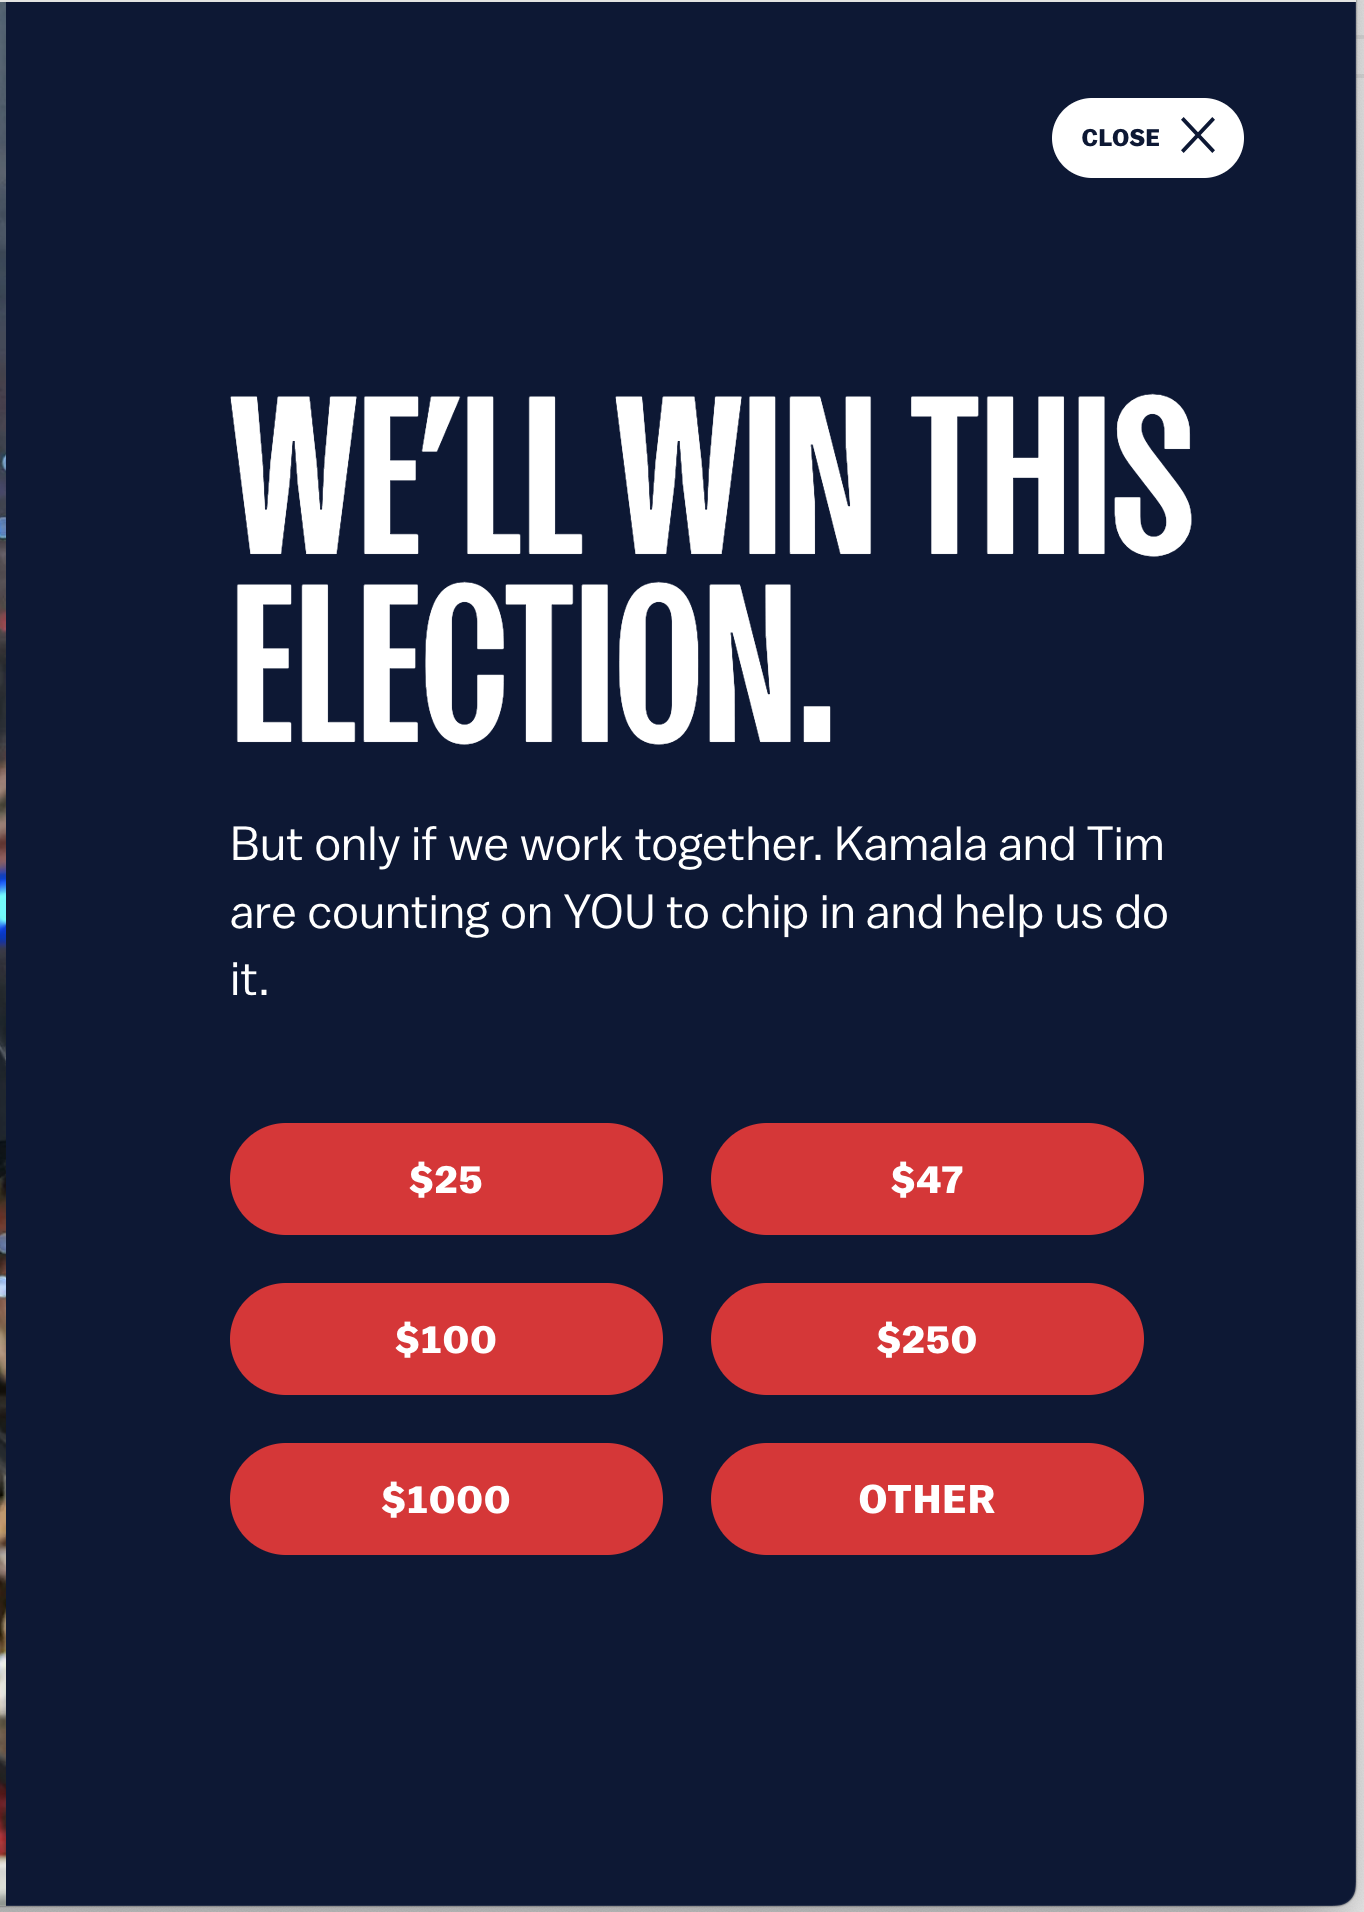 CLOSE
WE’LL WIN THIS
ELECTION.
But only if we work together. Kamala and Tim
are counting on YOU to chip in and help us do
it.
$25
$47
$100
$250
$1000
OTHER